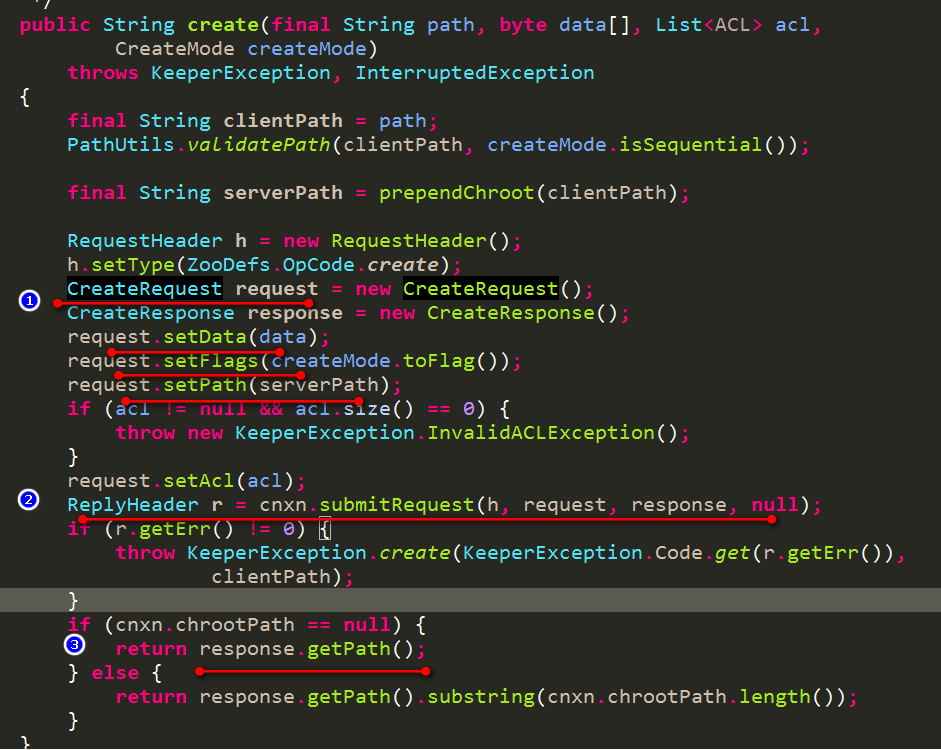 */
public String create(final String path, byte data[], List<ACL> acl,
        CreateMode createMode)
    throws KeeperException, InterruptedException
{
    final String clientPath = path;
    PathUtils.validatePath(clientPath, createMode.isSequential());

    final String serverPath = prependChroot(clientPath);

    RequestHeader h = new RequestHeader();
    h.setType(ZooDefs.OpCode.create);
1   CreateRequest request = new CreateRequest();
    CreateResponse response = new CreateResponse();
    request.setData(data);
    request.setFlags(createMode.toFlag());
    request.setPath(serverPath);
    if (acl != null && acl.size() == 0) {
        throw new KeeperException.InvalidACLException();
    }
    request.setAcl(acl);
2   ReplyHeader r = cnxn.submitRequest(h, request, response, null);
    if (r.getErr() != 0) {
        throw KeeperException.create(KeeperException.Code.get(r.getErr()),
                clientPath);
    }
    if (cnxn.chrootPath == null) {
3       return response.getPath();
    } else {
        return response.getPath().substring(cnxn.chrootPath.length());
    }
}